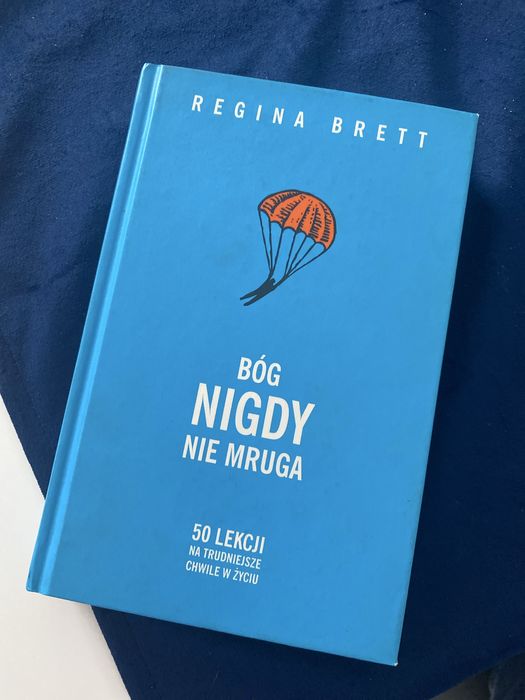 REGINA BRETT
BÓG
NIGDY
NIE MRUGA
50 LEKCJI
NA TRUDNIEJSZE
CHWILE W ŻYCIU